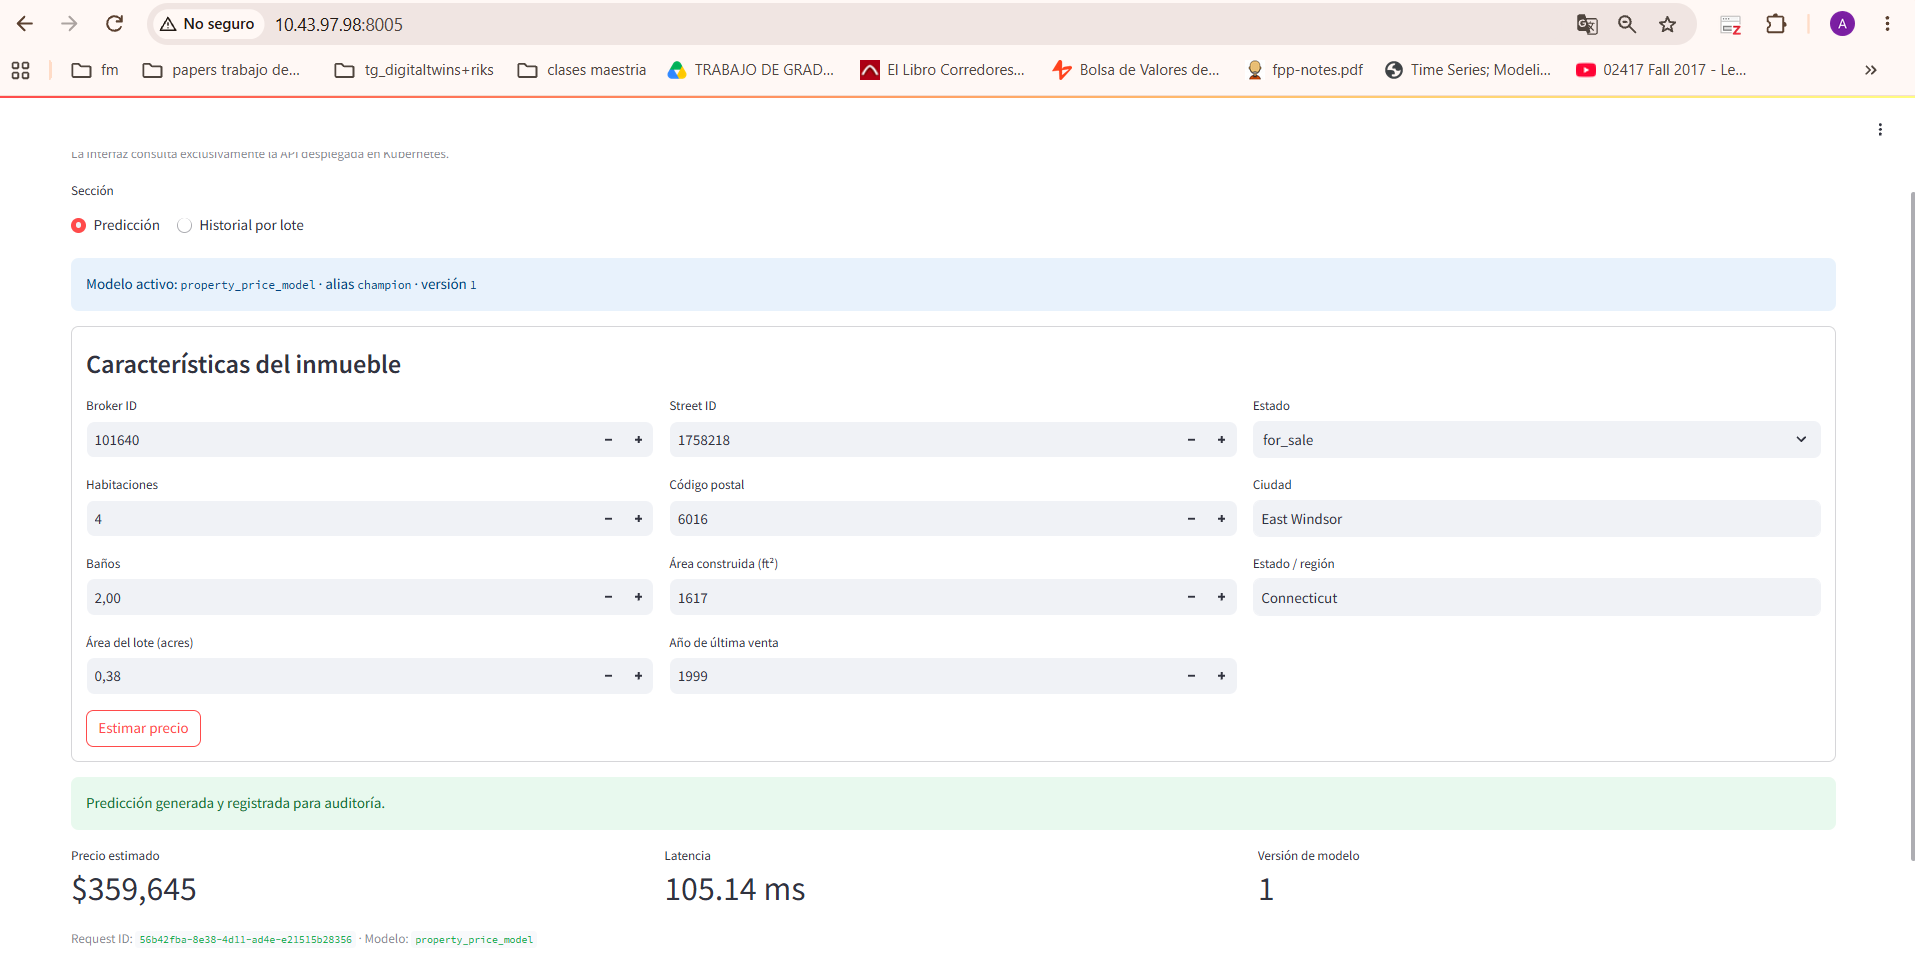 No seguro
10.43.97.98:8005
A
fm
papers trabajo de...
tg_digitaltwins+riks
clases maestria
TRABAJO DE GRAD...
El Libro Corredores...
Bolsa de Valores de...
fpp-notes.pdf
Time Series; Modeli...
02417 Fall 2017 - Le...
La interfaz consulta exclusivamente la API desplegada en Kubernetes.
Sección
Predicción
Historial por lote
Modelo activo: property_price_model · alias champion · versión 1
Características del inmueble
Broker ID
Street ID
Estado
101640
1758218
for_sale
Habitaciones
Código postal
Ciudad
4
6016
East Windsor
Baños
Área construida (ft²)
Estado / región
2,00
1617
Connecticut
Área del lote (acres)
Año de última venta
0,38
1999
Estimar precio
Predicción generada y registrada para auditoría.
Precio estimado
Latencia
Versión de modelo
$359,645
105.14 ms
1
Request ID: 56b42fba-8e38-4d11-ad4e-e21515b28356 · Modelo: property_price_model